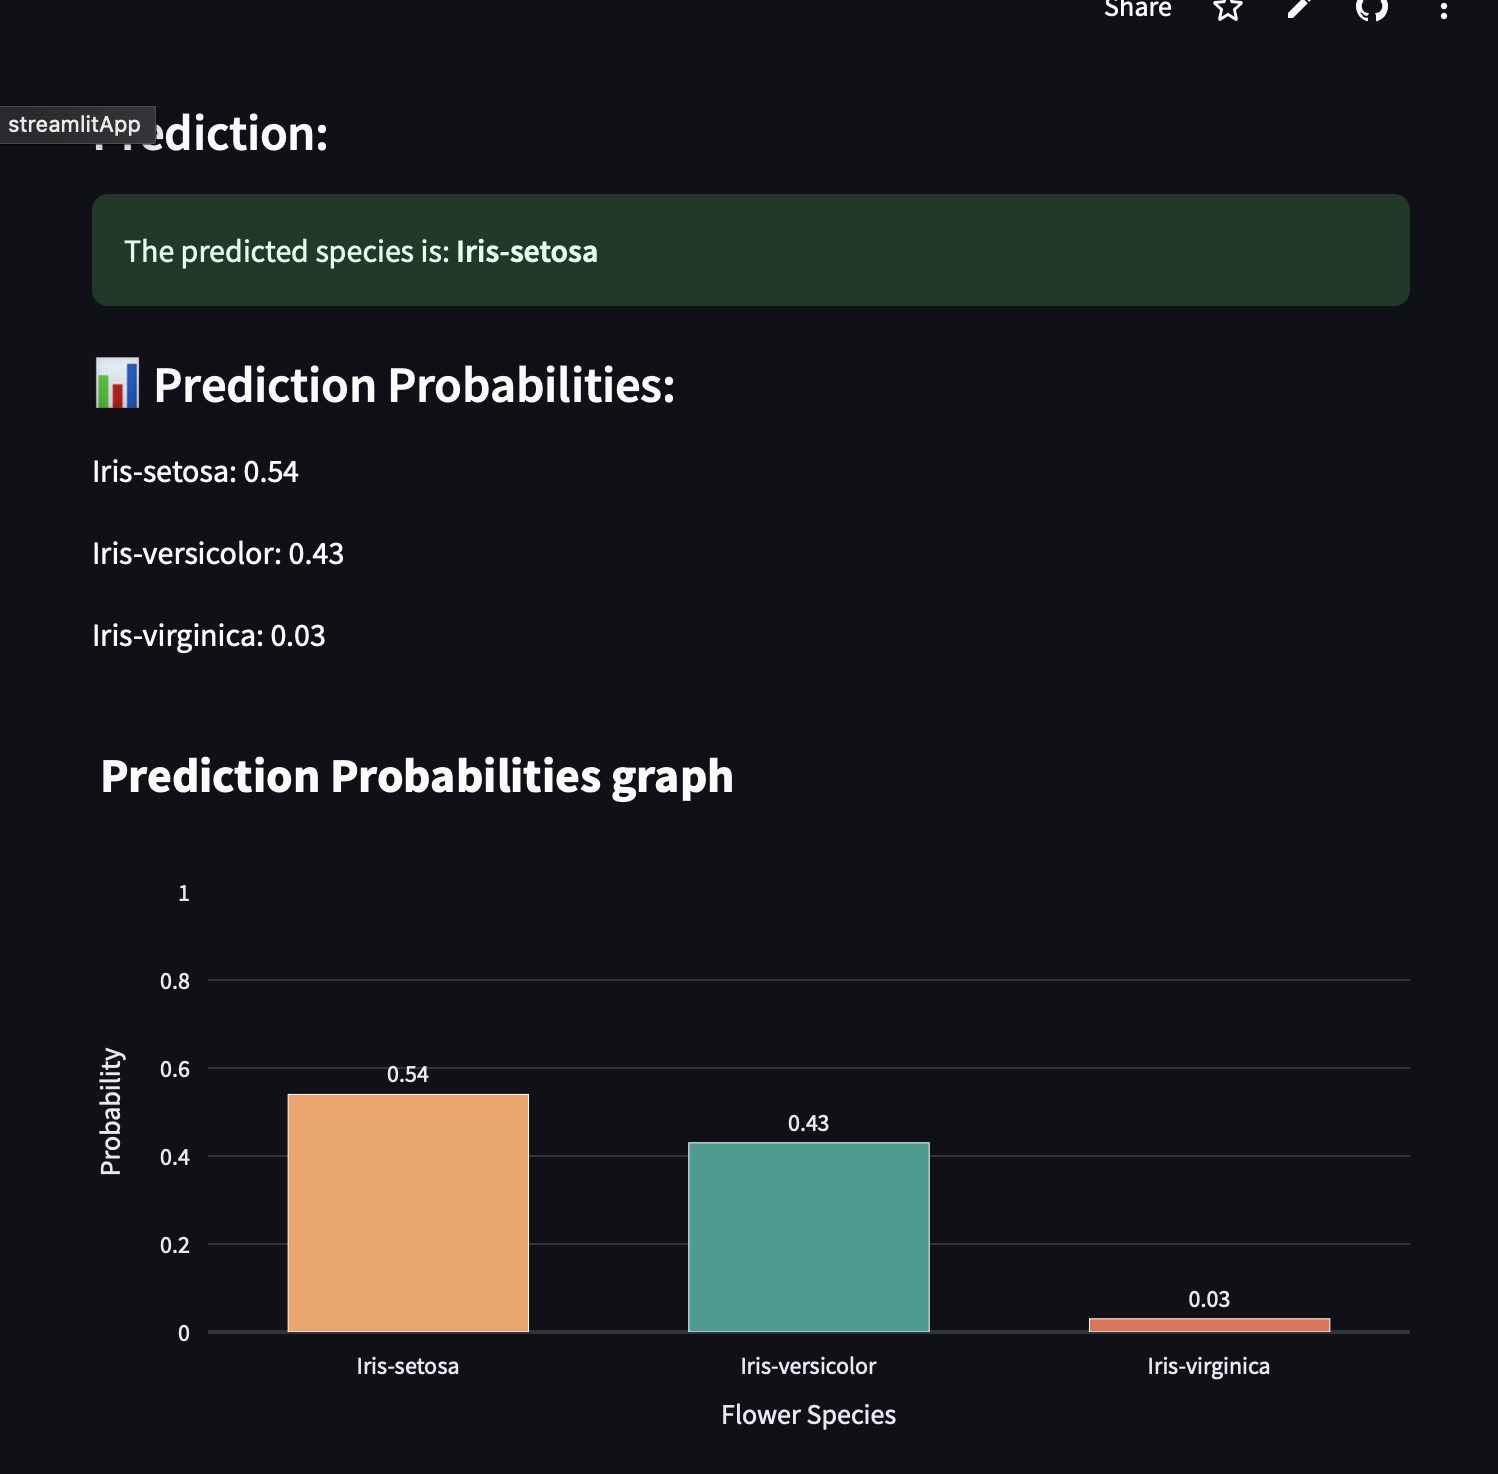 Share
streamlitApp
Prediction:
The predicted species is: Iris-setosa
Prediction Probabilities:
Iris-setosa: 0.54
Iris-versicolor: 0.43
Iris-virginica: 0.03
Prediction Probabilities graph
1
0.8
0.6
0.4
0.2
0
Probability
0.54
0.43
0.03
Iris-setosa
Iris-versicolor
Iris-virginica
Flower Species